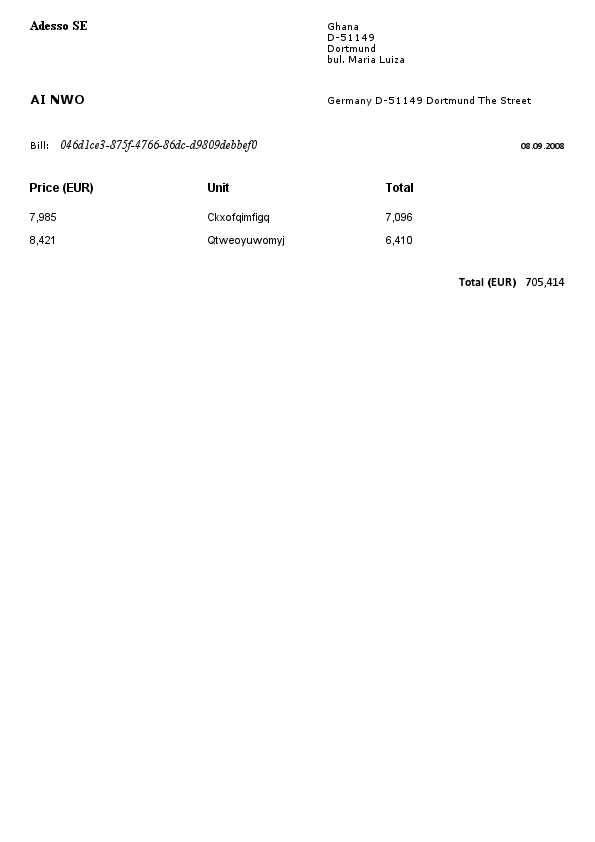 Adesso SE
Ghana
D-51149
Dortmund
bul. Maria Luiza
AI NWO Germany D-51149 Dortmund The Street
Bill: 046d1ce3-875f-4766-86dc-d9809debbef0 08.09.2008
Price (EUR) Unit Total
7,985 Ckxofqimfigq 7,096
8,421 Qtweoyuwomyj 6,410
Total (EUR) 705,414